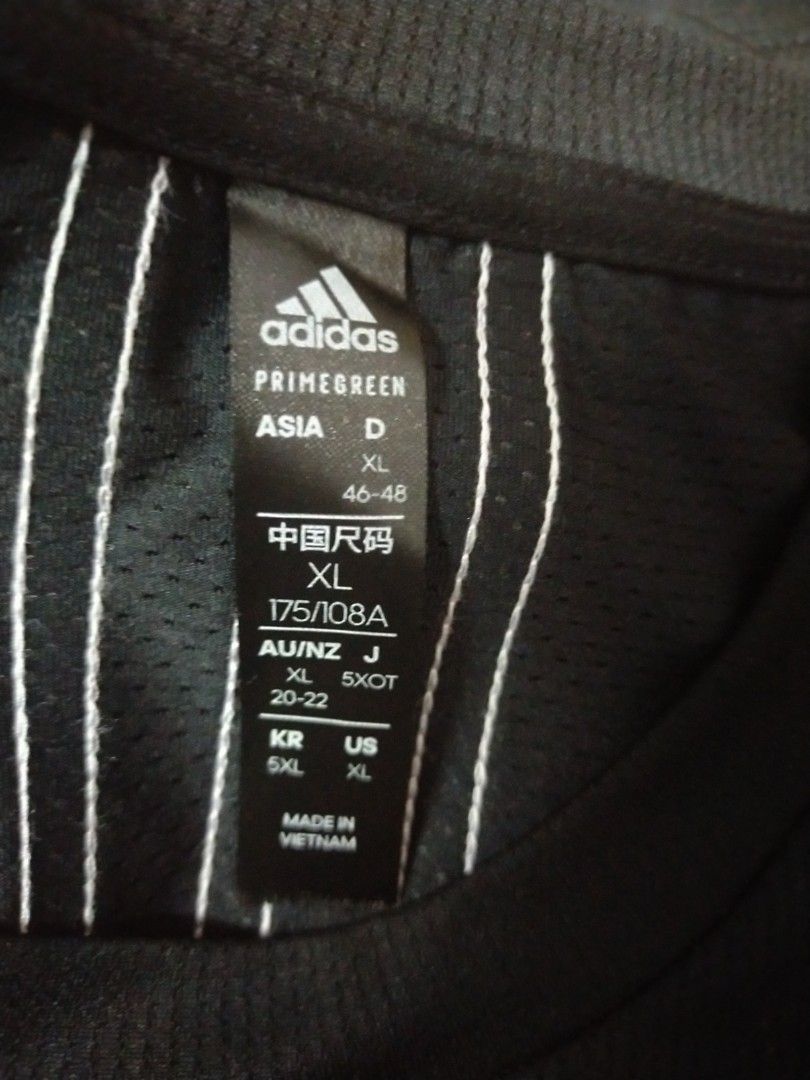 adidas
PRIMEGREEN
ASIA D
XL
46-48
中国尺码
XL
175/108A
AU/NZ J
XL 5XOT
20-22
KR US
5XL XL
MADE IN
VIETNAM